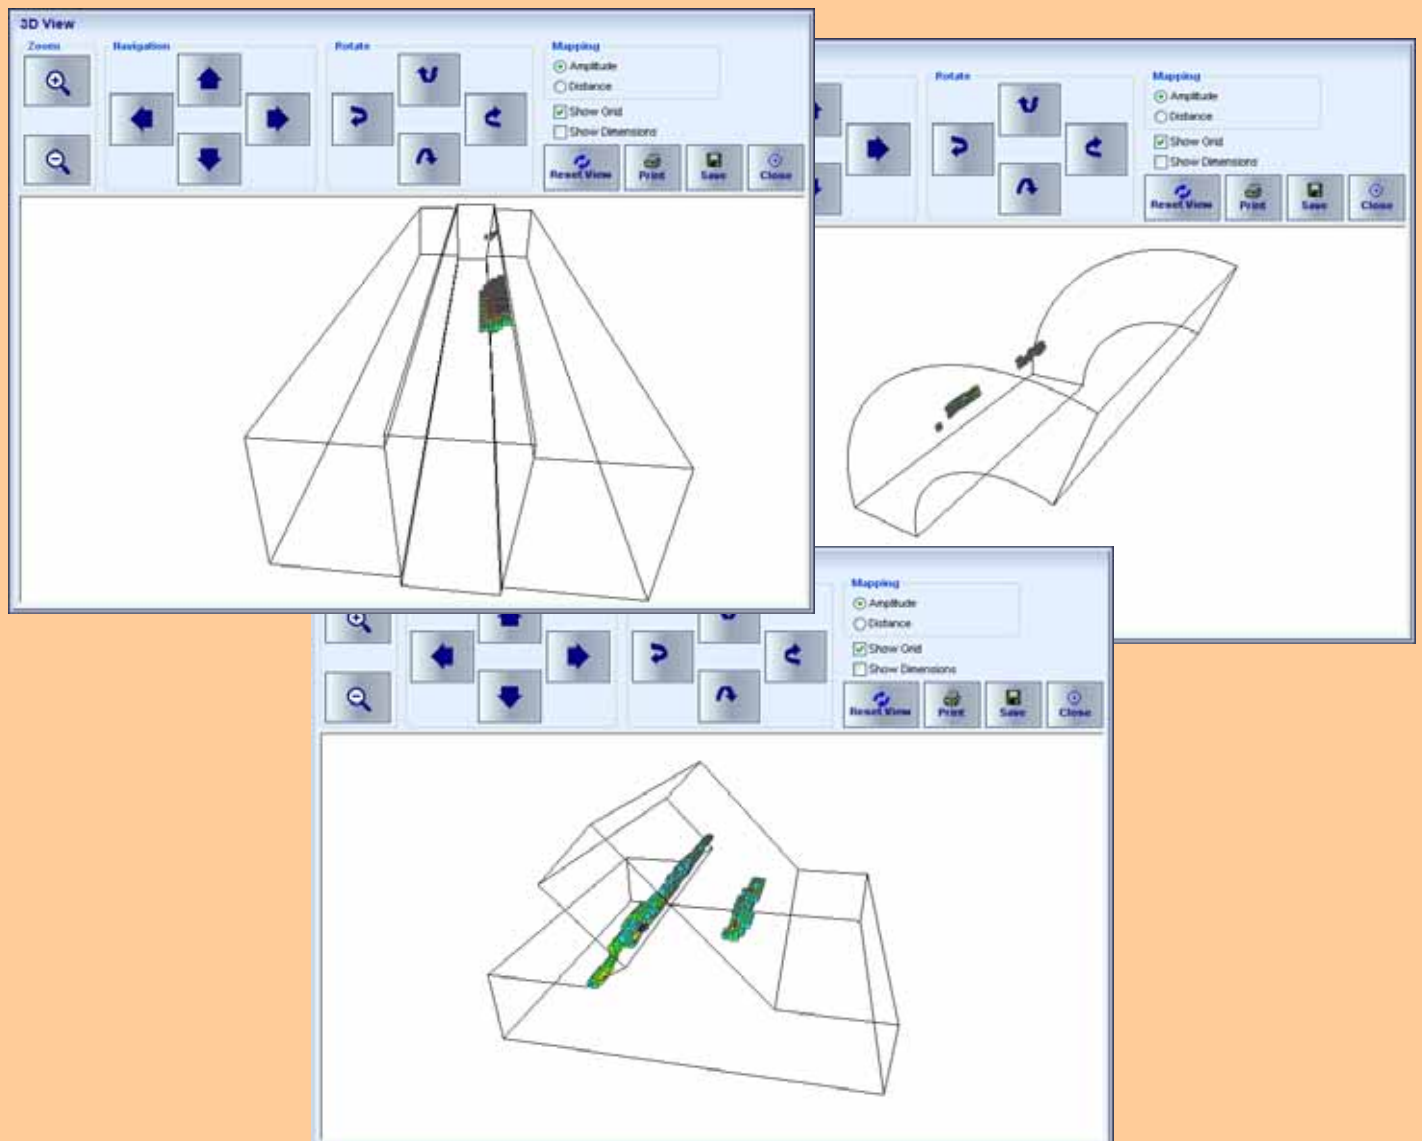 3D View
Zoom
Navigation
Rotate
Mapping
Amplitude
Distance
Show Grid
Show Dimensions
Reset View
Print
Save
Close
Rotate
Mapping
Amplitude
Distance
Show Grid
Show Dimensions
Reset View
Print
Save
Close
Mapping
Amplitude
Distance
Show Grid
Show Dimensions
Reset View
Print
Save
Close